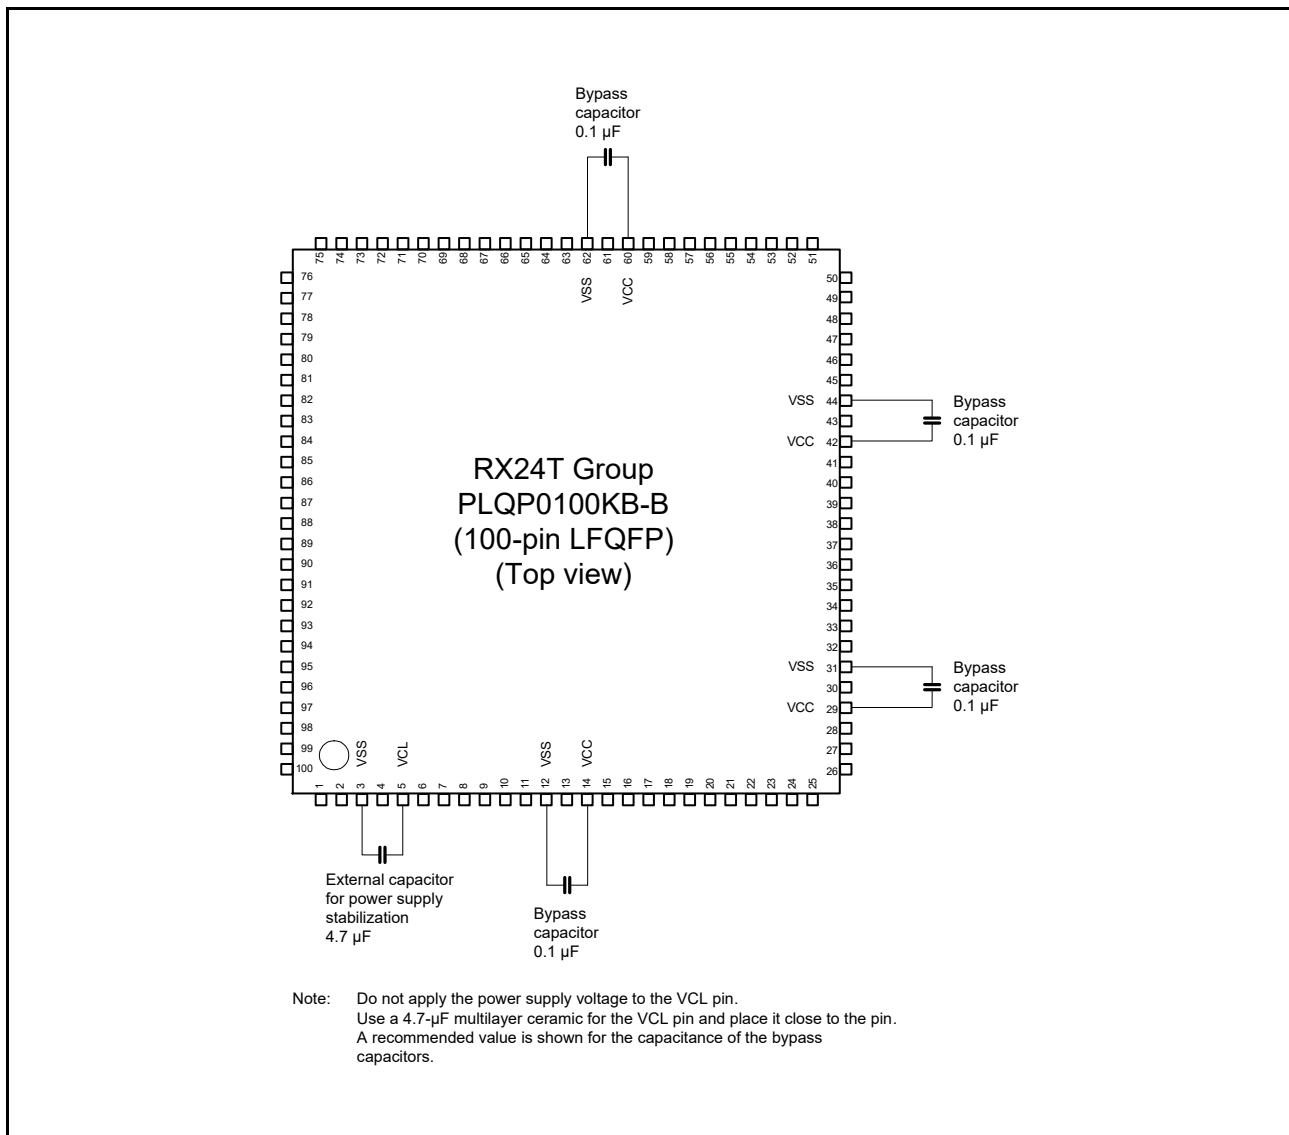 Bypass
capacitor
0.1 µF
75 74 73 72 71 70 69 68 67 66 65 64 63 62 61 60 59 58 57 56 55 54 53 52 51
VSS VCC
76
77
78
79
80
81
82
83
84
85
86
87
88
89
90
91
92
93
94
95
96
97
98
99
100
50
49
48
47
46
45
VSS 44
43
VCC 42
41
40
39
38
37
36
35
34
33
32
VSS 31
30
VCC 29
28
27
26
Bypass
capacitor
0.1 µF
Bypass
capacitor
0.1 µF
RX24T Group
PLQP0100KB-B
(100-pin LFQFP)
(Top view)
VSS VCL VSS VCC
1 2 3 4 5 6 7 8 9 10 11 12 13 14 15 16 17 18 19 20 21 22 23 24 25
External capacitor
for power supply
stabilization
4.7 µF
Bypass
capacitor
0.1 µF
Note: Do not apply the power supply voltage to the VCL pin.
Use a 4.7-µF multilayer ceramic for the VCL pin and place it close to the pin.
A recommended value is shown for the capacitance of the bypass
capacitors.